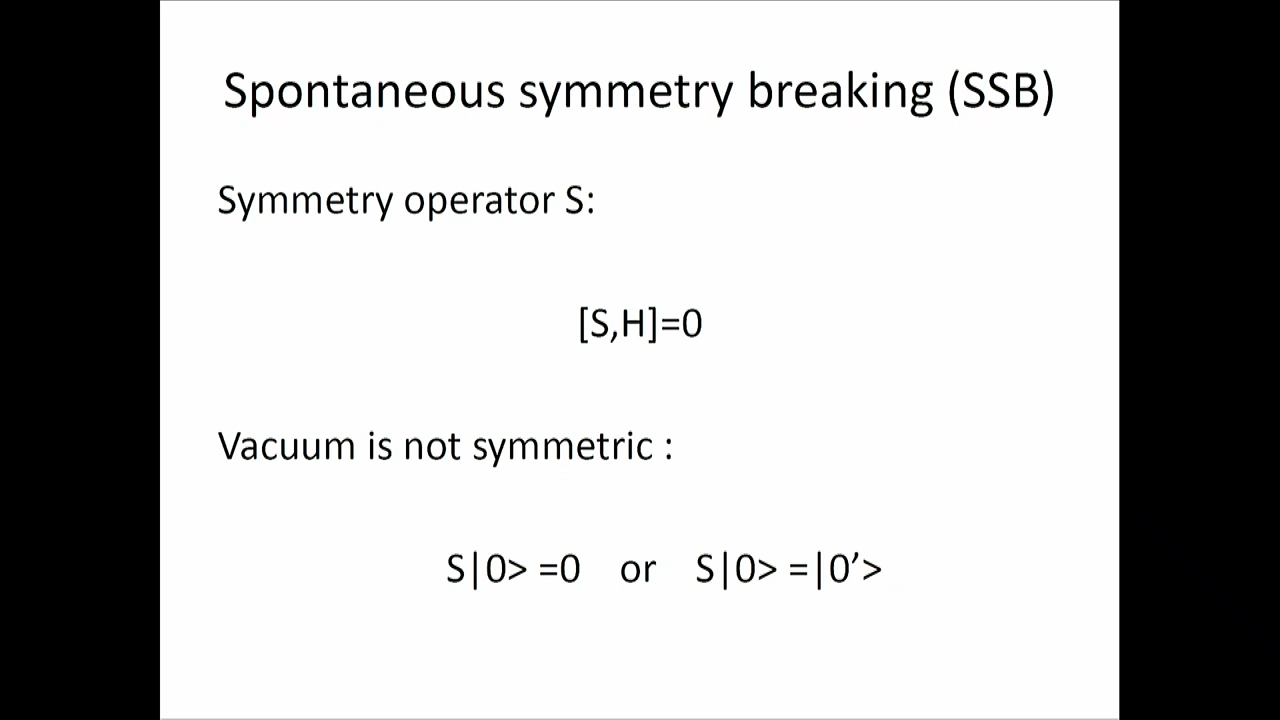 Spontaneous symmetry breaking (SSB)
Symmetry operator S:
[S,H]=0
Vacuum is not symmetric :
S|0> =0 or S|0> =|0’>